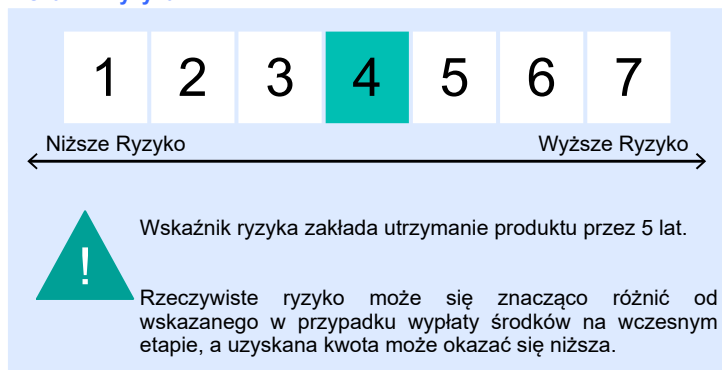 1 2 3 4 5 6 7
Niższe Ryzyko Wyższe Ryzyko
! Wskaźnik ryzyka zakłada utrzymanie produktu przez 5 lat.
Rzeczywiste ryzyko może się znacząco różnić od
wskazanego w przypadku wypłaty środków na wczesnym
etapie, a uzyskana kwota może okazać się niższa.